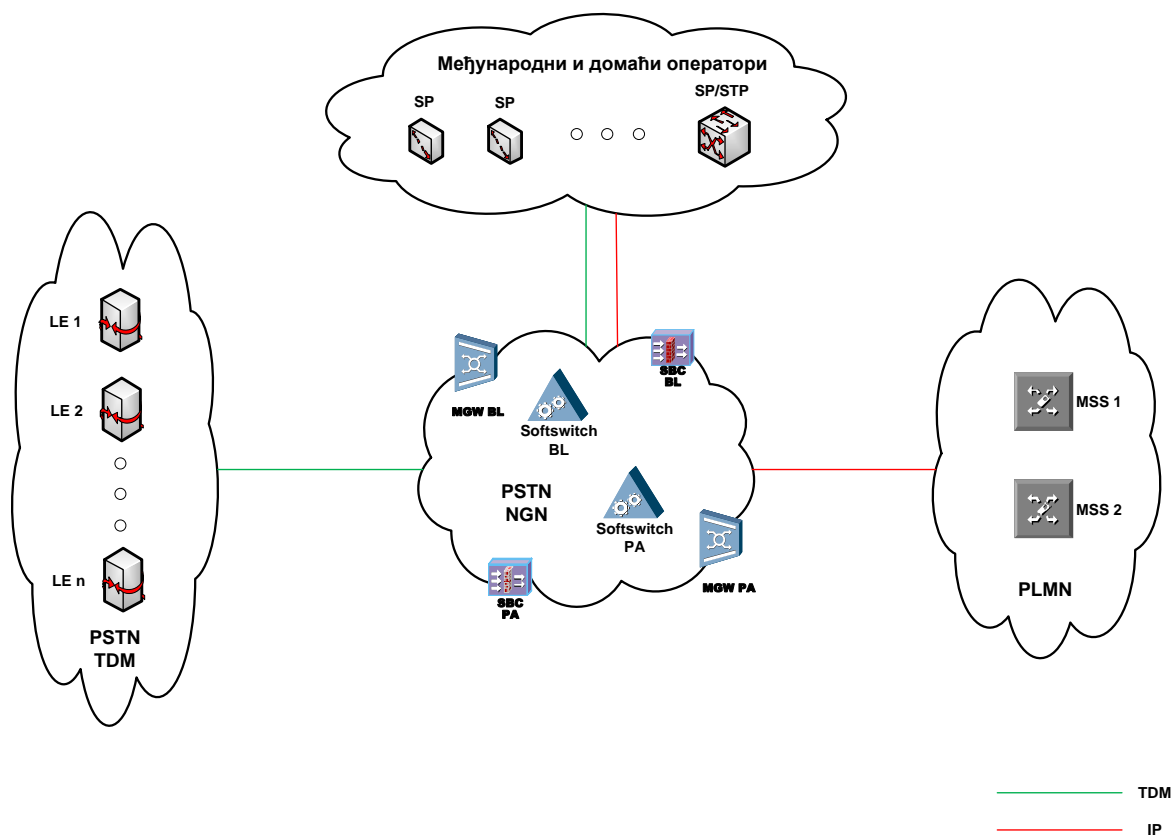 Међународни и домаћи оператори
SP
SP
SP/STP
LE 1
LE 2
LE n
PSTN
TDM
MGW BL
SBC
BL
Softswitch
BL
PSTN
NGN
Softswitch
PA
SBC
PA
MGW PA
MSS 1
MSS 2
PLMN
TDM
IP